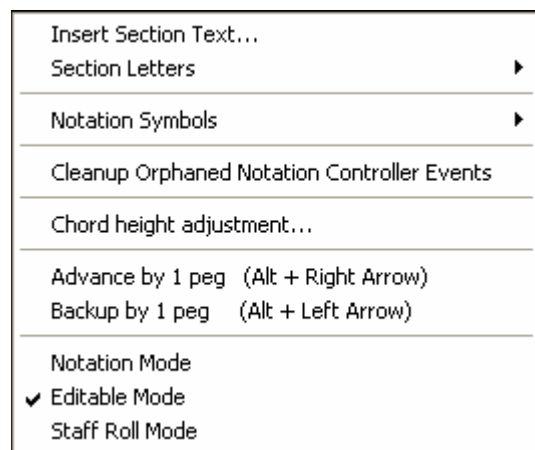 Insert Section Text...
Section Letters
Notation Symbols
Cleanup Orphaned Notation Controller Events
Chord height adjustment...
Advance by 1 peg (Alt + Right Arrow)
Backup by 1 peg (Alt + Left Arrow)
Notation Mode
Editable Mode
Staff Roll Mode